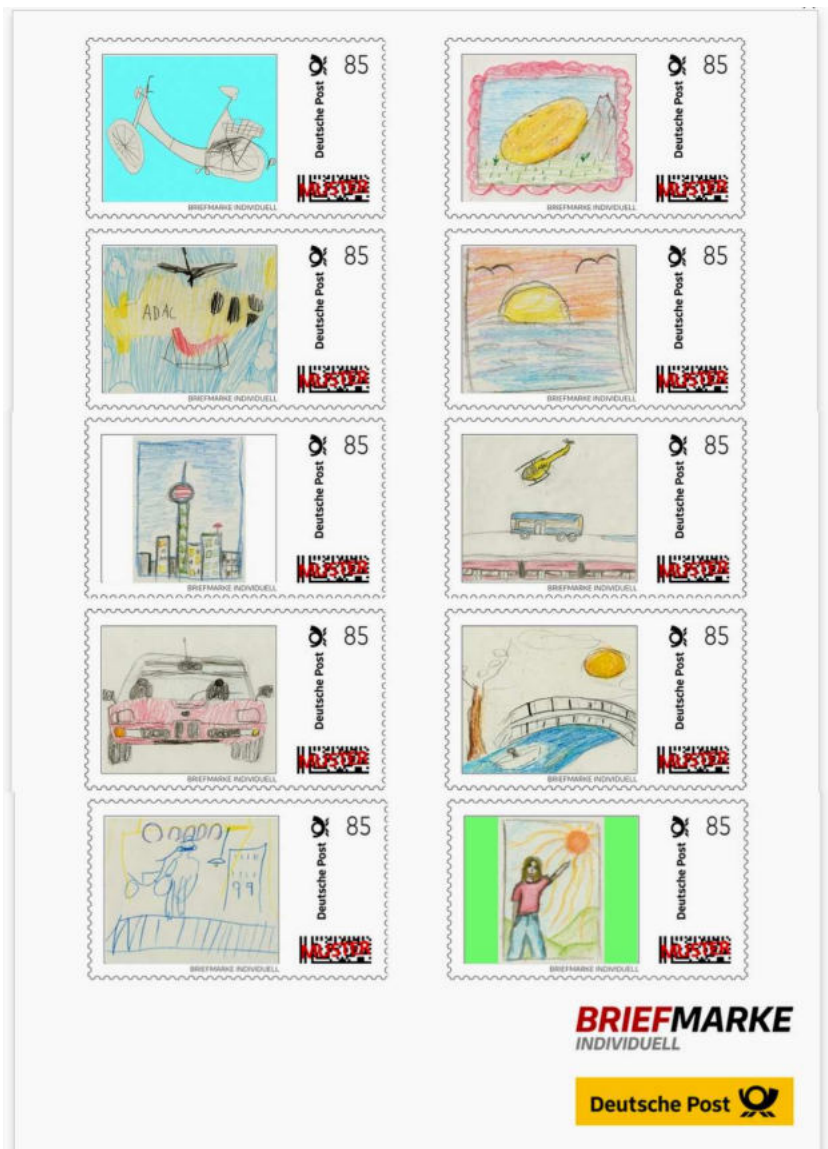 Deutsche Post 85
MUSTER
BRIEFMARKE INDIVIDUELL
Deutsche Post 85
MUSTER
BRIEFMARKE INDIVIDUELL
ADAC
Deutsche Post 85
MUSTER
BRIEFMARKE INDIVIDUELL
Deutsche Post 85
MUSTER
BRIEFMARKE INDIVIDUELL
Deutsche Post 85
MUSTER
BRIEFMARKE INDIVIDUELL
Deutsche Post 85
MUSTER
BRIEFMARKE INDIVIDUELL
Deutsche Post 85
MUSTER
BRIEFMARKE INDIVIDUELL
Deutsche Post 85
MUSTER
BRIEFMARKE INDIVIDUELL
99
Deutsche Post 85
MUSTER
BRIEFMARKE INDIVIDUELL
Deutsche Post 85
MUSTER
BRIEFMARKE INDIVIDUELL
BRIEFMARKE
INDIVIDUELL
Deutsche Post